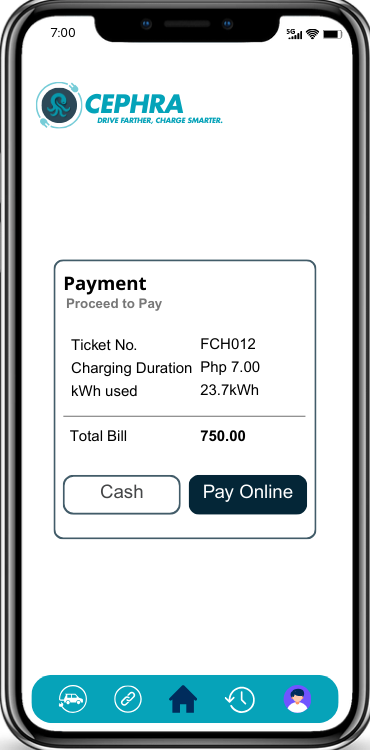 7:00
5G
CEPHRA
DRIVE FARTHER, CHARGE SMARTER.
Payment
Proceed to Pay
Ticket No. FCH012
Charging Duration Php 7.00
kWh used 23.7kWh
Total Bill 750.00
Cash Pay Online